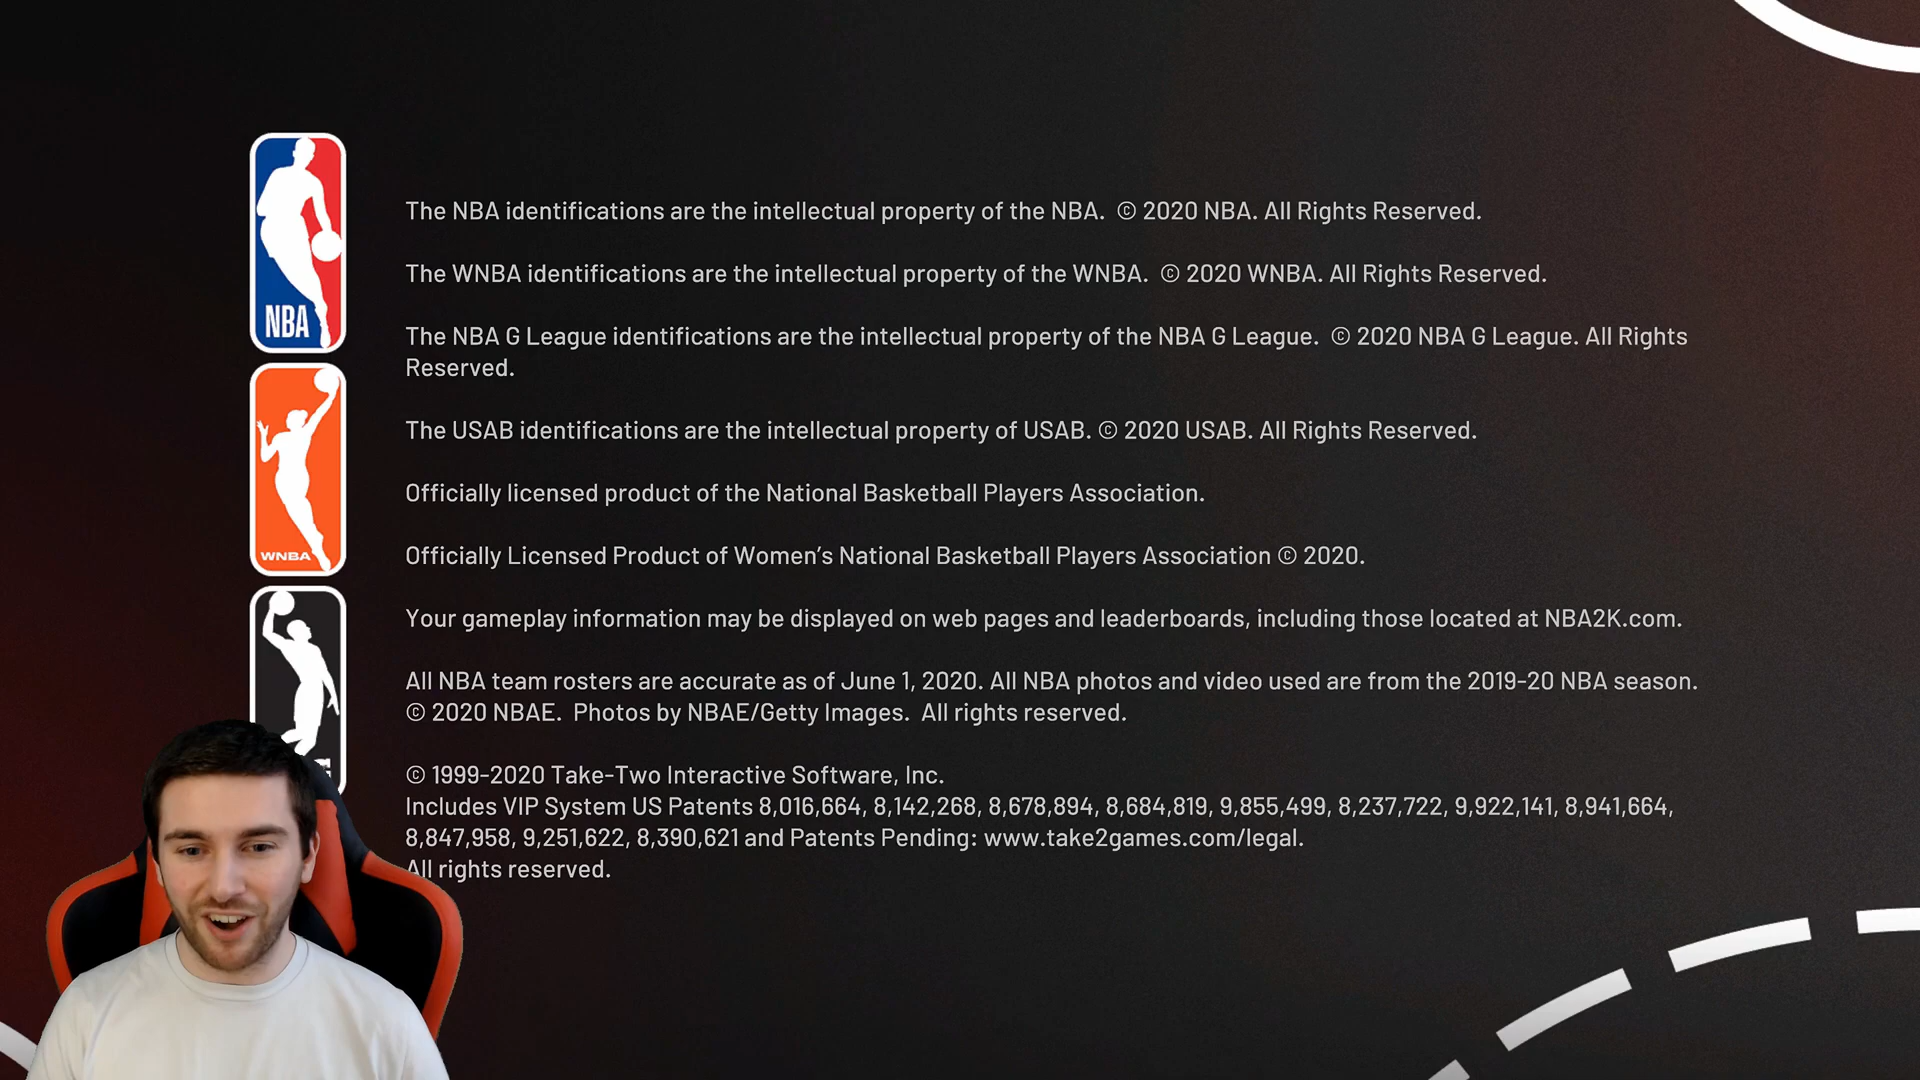 NBA
The NBA identifications are the intellectual property of the NBA. © 2020 NBA. All Rights Reserved.
The WNBA identifications are the intellectual property of the WNBA. © 2020 WNBA. All Rights Reserved.
The NBA G League identifications are the intellectual property of the NBA G League. © 2020 NBA G League. All Rights
Reserved.
WNBA
The USAB identifications are the intellectual property of USAB. © 2020 USAB. All Rights Reserved.
Officially licensed product of the National Basketball Players Association.
Officially Licensed Product of Women’s National Basketball Players Association © 2020.
Your gameplay information may be displayed on web pages and leaderboards, including those located at NBA2K.com.
All NBA team rosters are accurate as of June 1, 2020. All NBA photos and video used are from the 2019-20 NBA season.
© 2020 NBAE. Photos by NBAE/Getty Images. All rights reserved.
© 1999-2020 Take-Two Interactive Software, Inc.
Includes VIP System US Patents 8,016,664, 8,142,268, 8,678,894, 8,684,819, 9,855,499, 8,237,722, 9,922,141, 8,941,664,
8,847,958, 9,251,622, 8,390,621 and Patents Pending: www.take2games.com/legal.
All rights reserved.